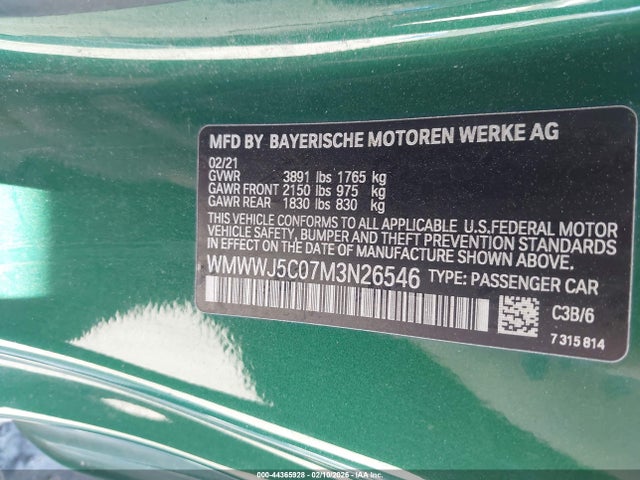 MFD BY BAYERISCHE MOTOREN WERKE AG
02/21
GVWR 3891 lbs 1765 kg
GAWR FRONT 2150 lbs 975 kg
GAWR REAR 1830 lbs 830 kg
THIS VEHICLE CONFORMS TO ALL APPLICABLE U.S.FEDERAL MOTOR
VEHICLE SAFETY, BUMPER AND THEFT PREVENTION STANDARDS
IN EFFECT ON THE DATE OF MANUFACTURE SHOWN ABOVE.
WMWWJ5C07M3N26546 TYPE: PASSENGER CAR
C3B/6
7 315 814
000-44365928 - 02/10/2026 - COPART.COM